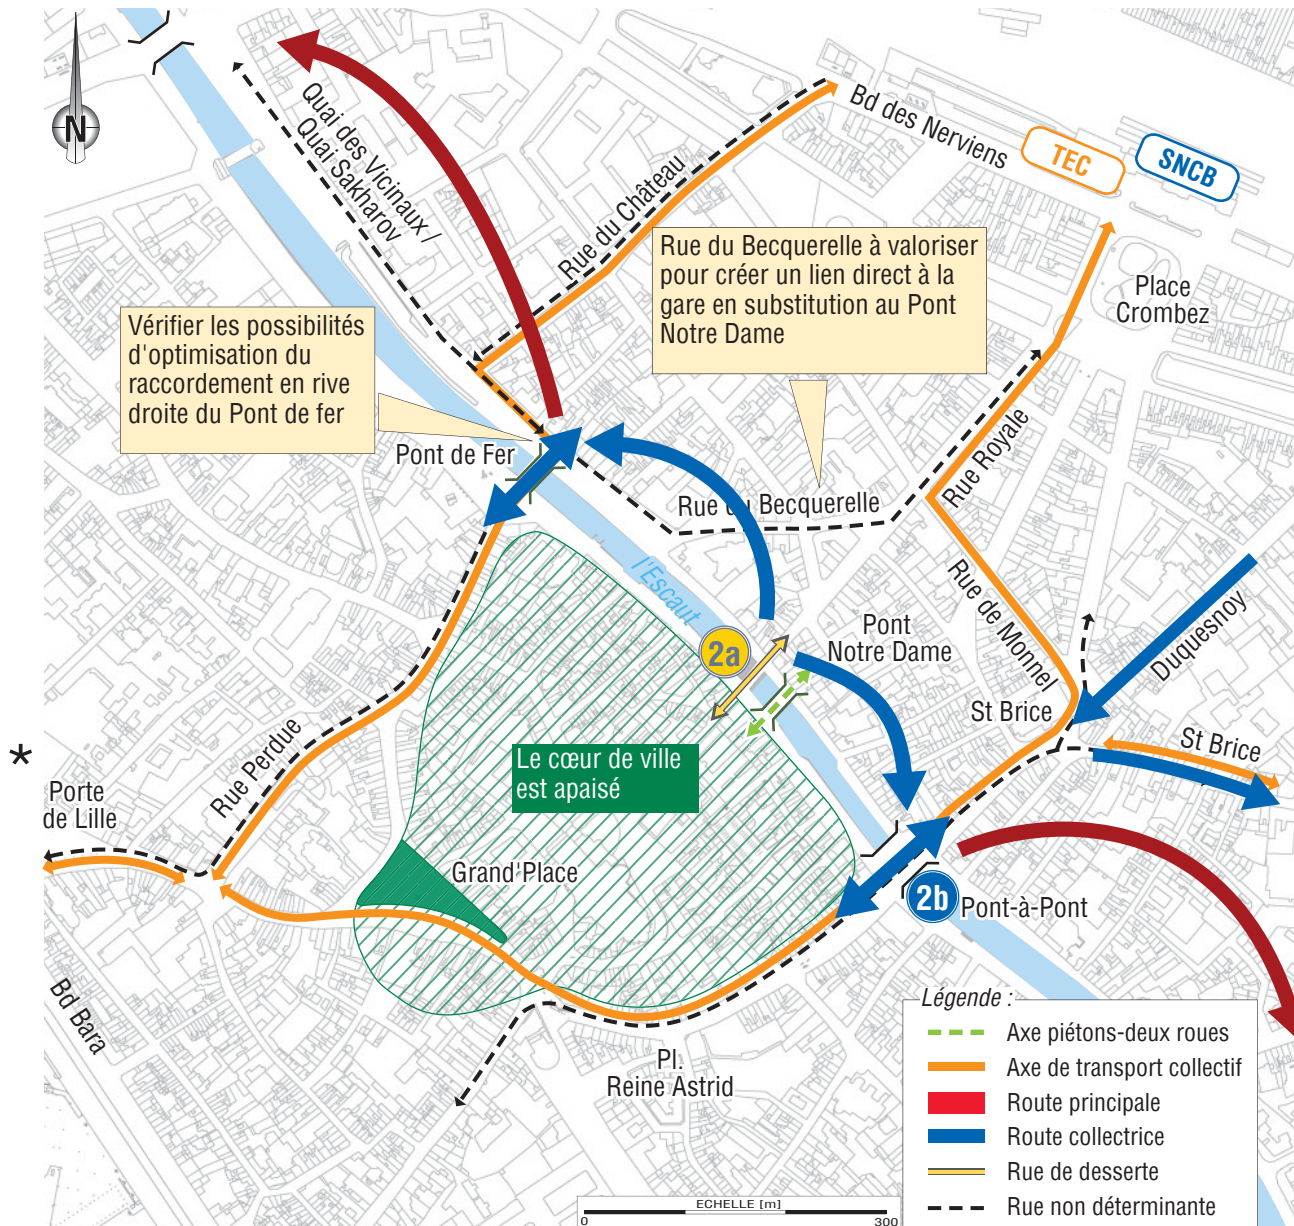 N
Quai des Vicinaux /
Quai Sakharov
Rue du Château
Bd des Nerviens
TEC
SNCB
Place
Crombez
Rue du Becquerelle à valoriser
pour créer un lien direct à la
gare en substitution au Pont
Notre Dame
Vérifier les possibilités
d'optimisation du
raccordement en rive
droite du Pont de fer
Pont de Fer
Rue du Becquerelle
Rue Royale
l'Escaut
Rue de Monnel
Duquesnoy
2a
Pont
Notre Dame
St Brice
St Brice
*
Porte
de Lille
Rue Perdue
Le cœur de ville
est apaisé
Grand'Place
2b
Pont-à-Pont
Bd Bara
Pl.
Reine Astrid
Légende :
Axe piétons-deux roues
Axe de transport collectif
Route principale
Route collectrice
Rue de desserte
Rue non déterminante
ECHELLE [m]
0
300